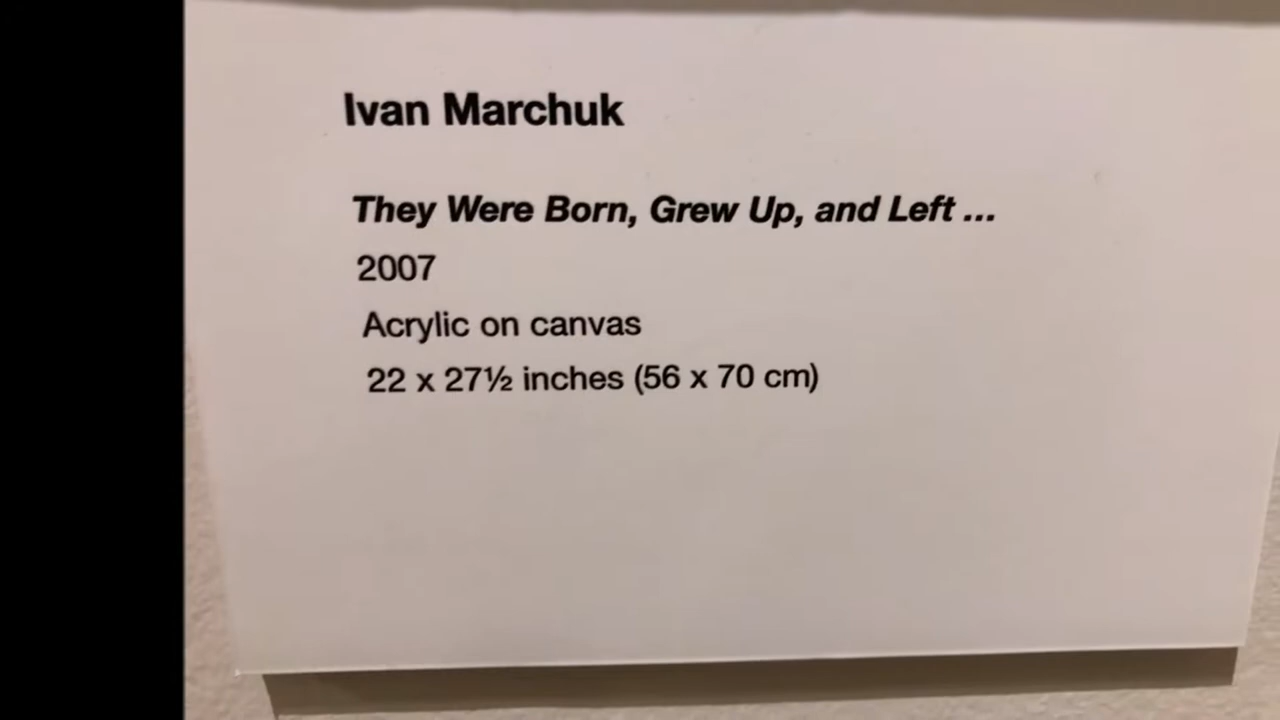 Ivan Marchuk
They Were Born, Grew Up, and Left ...
2007
Acrylic on canvas
22 x 27½ inches (56 x 70 cm)